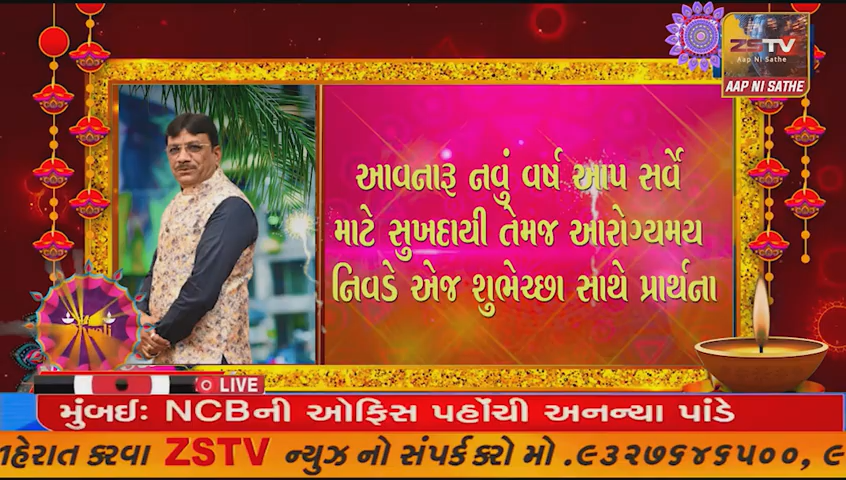 ZSTV
Aap Ni Sathe
AAP NI SATHE
આવનારૂ નવું વર્ષ આપ સર્વે
માટે સુખદાયી તેમજ આરોગ્યમય
નિવડે એજ શુભેચ્છા સાથે પ્રાર્થના
LIVE
મુંબઈઃ NCBની ઓફિસ પહોંચી અનન્યા પાંડે
જાહેરાત કરવા ZSTV ન્યુઝ નો સંપર્ક કરો મો .૯૩૨૭૬૪૬૫૦૦, ૯